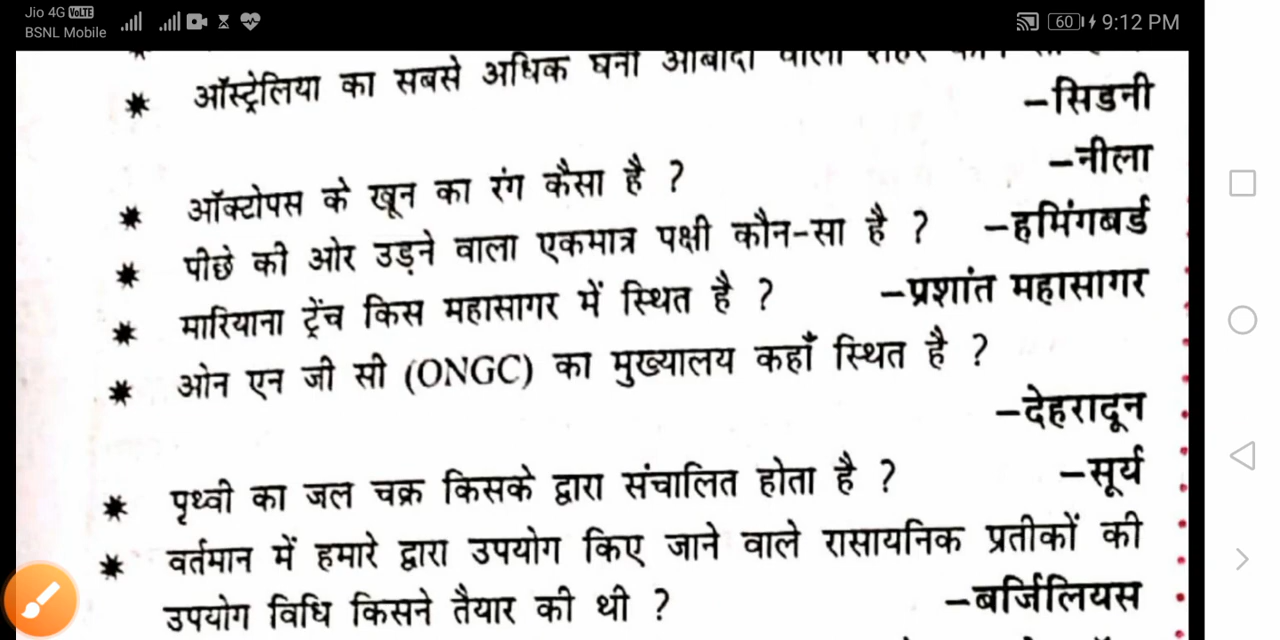 Jio 4G VoLTE
BSNL Mobile
60
9:12 PM
ऑस्ट्रेलिया का सबसे अधिक घनी आबादी वाला शहर
–सिडनी
ऑक्टोपस के खून का रंग कैसा है ? –नीला
पीछे की ओर उड़ने वाला एकमात्र पक्षी कौन-सा है ? –हमिंगबर्ड
मारियाना ट्रेंच किस महासागर में स्थित है ? –प्रशांत महासागर
ओन एन जी सी (ONGC) का मुख्यालय कहाँ स्थित है ?
–देहरादून
पृथ्वी का जल चक्र किसके द्वारा संचालित होता है ? –सूर्य
वर्तमान में हमारे द्वारा उपयोग किए जाने वाले रासायनिक प्रतीकों की
उपयोग विधि किसने तैयार की थी ? –बर्जिलियस